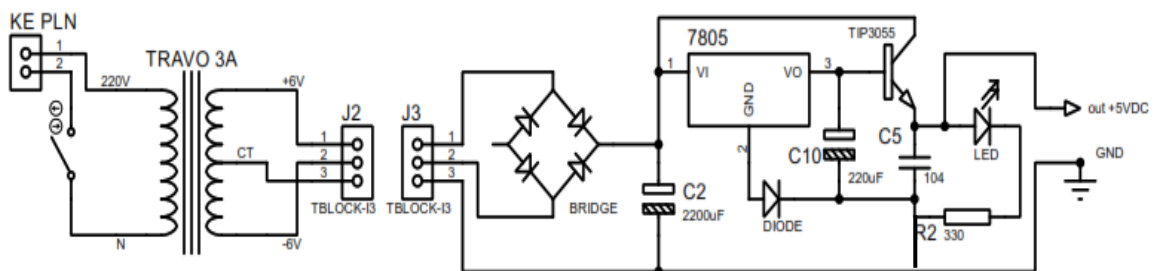 KE PLN
1
2
220V
TRAVO 3A
N
+6V
CT
-6V
J2
1
2
3
TBLOCK-I3
J3
1
2
3
TBLOCK-I3
BRIDGE
C2
2200uF
7805
1
VI
VO
3
GND
2
DIODE
C10
220uF
TIP3055
C5
104
LED
R2
330
out +5VDC
GND